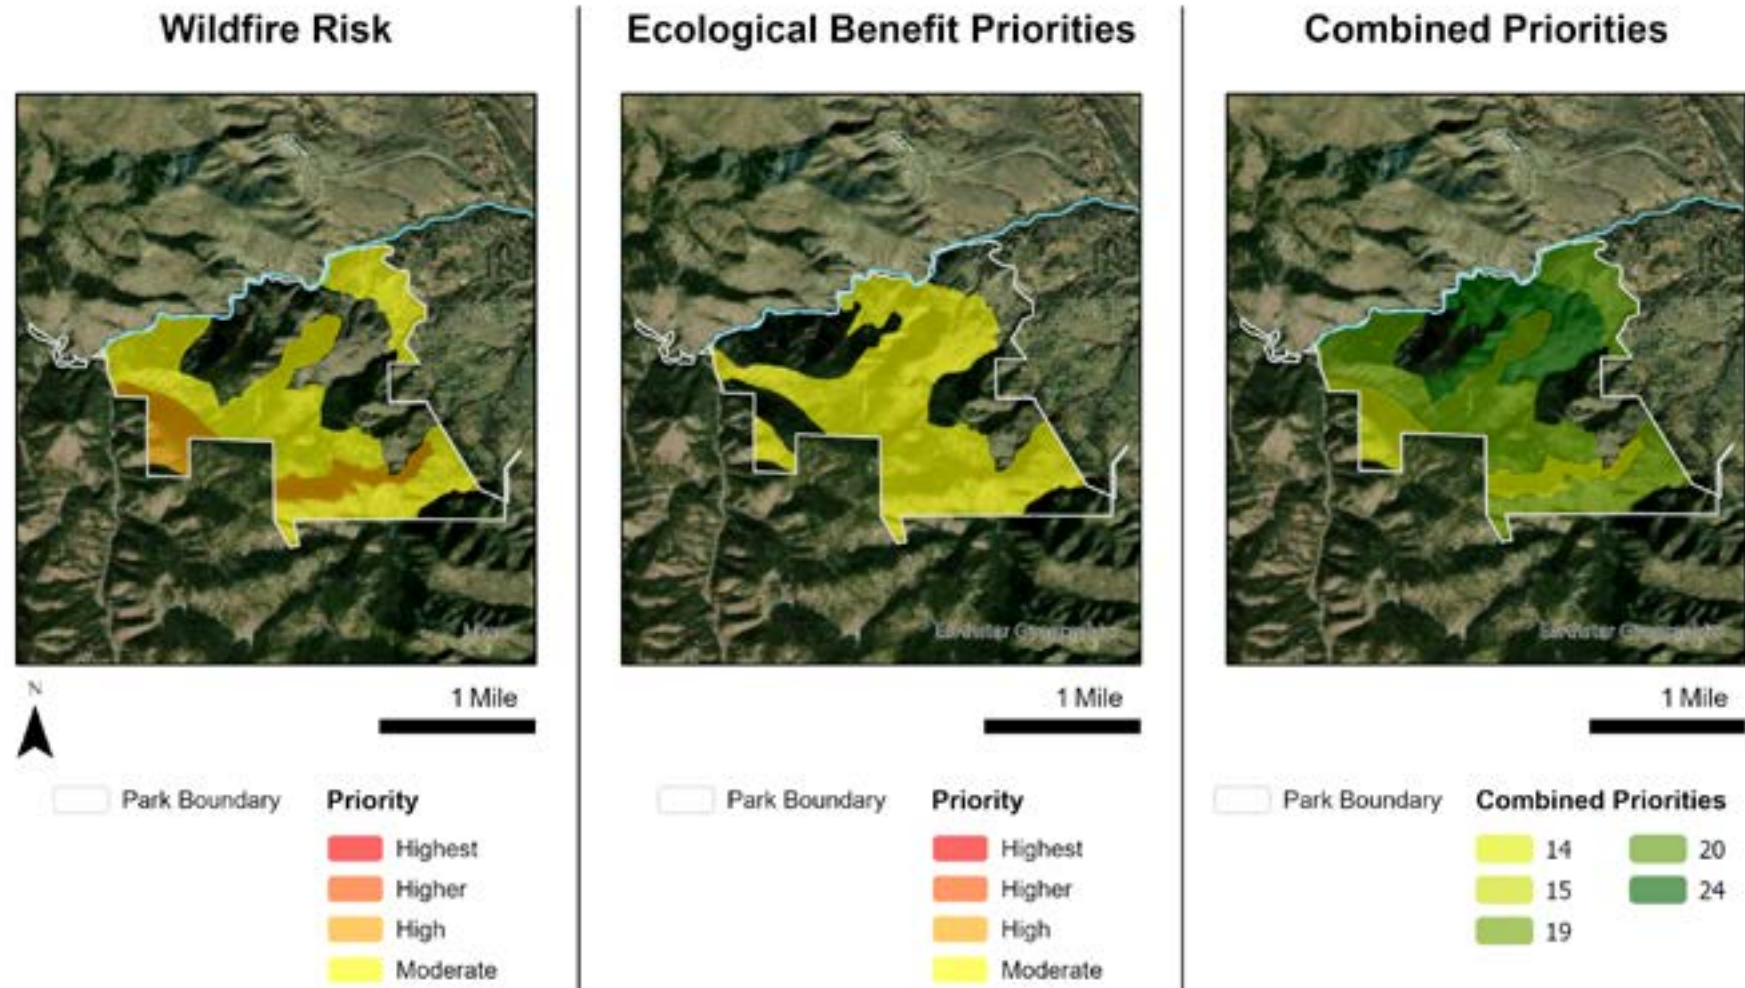 Wildfire Risk
N
1 Mile
Park Boundary
Priority
Highest
Higher
High
Moderate
Ecological Benefit Priorities
1 Mile
Park Boundary
Priority
Highest
Higher
High
Moderate
Combined Priorities
1 Mile
Park Boundary
Combined Priorities
14
15
19
20
24